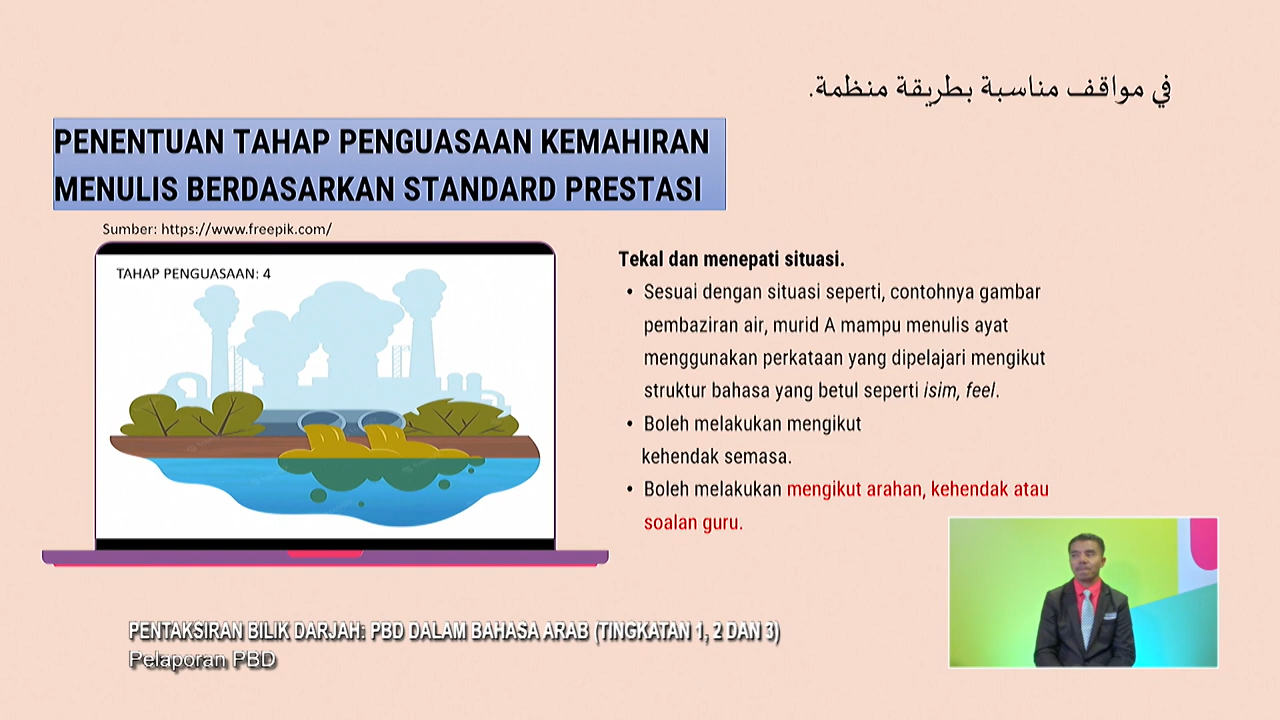 في مواقف مناسبة بطريقة منظمة.
PENENTUAN TAHAP PENGUASAAN KEMAHIRAN
MENULIS BERDASARKAN STANDARD PRESTASI
Sumber: https://www.freepik.com/
TAHAP PENGUASAAN: 4
Tekal dan menepati situasi.
• Sesuai dengan situasi seperti, contohnya gambar
pembaziran air, murid A mampu menulis ayat
menggunakan perkataan yang dipelajari mengikut
struktur bahasa yang betul seperti isim, feel.
• Boleh melakukan mengikut
kehendak semasa.
• Boleh melakukan mengikut arahan, kehendak atau
soalan guru.
PENTAKSIRAN BILIK DARJAH: PBD DALAM BAHASA ARAB (TINGKATAN 1, 2 DAN 3)
Pelaporan PBD